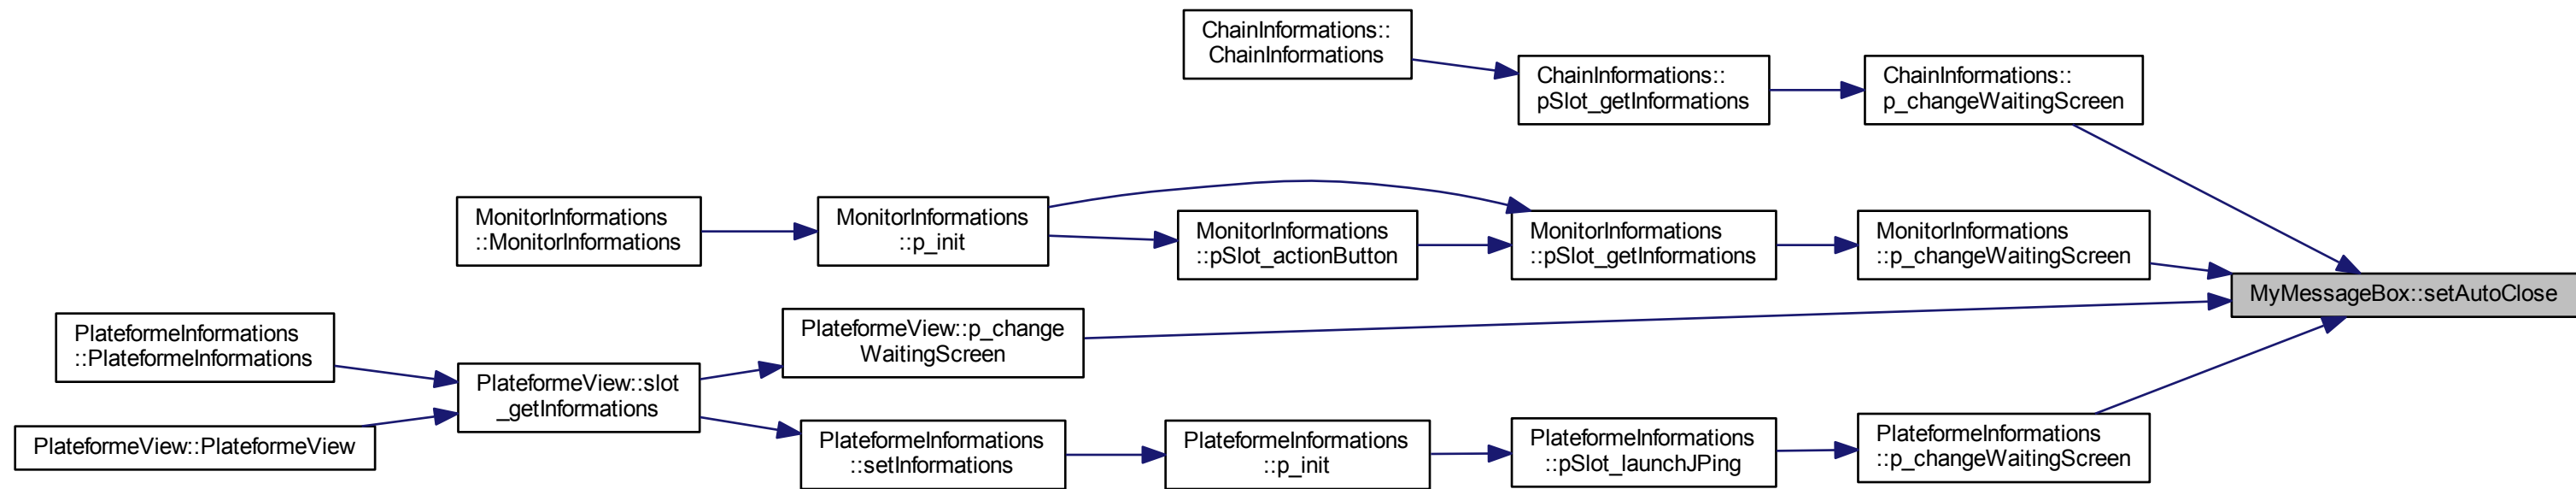 ChainInformations::
ChainInformations
ChainInformations::
pSlot_getInformations
ChainInformations::
p_changeWaitingScreen
MonitorInformations
::MonitorInformations
MonitorInformations
::p_init
MonitorInformations
::pSlot_actionButton
MonitorInformations
::pSlot_getInformations
MonitorInformations
::p_changeWaitingScreen
MyMessageBox::setAutoClose
PlateformeInformations
::PlateformeInformations
PlateformeView::p_change
WaitingScreen
PlateformeView::slot
_getInformations
PlateformeView::PlateformeView
PlateformeInformations
::setInformations
PlateformeInformations
::p_init
PlateformeInformations
::pSlot_launchJPing
PlateformeInformations
::p_changeWaitingScreen